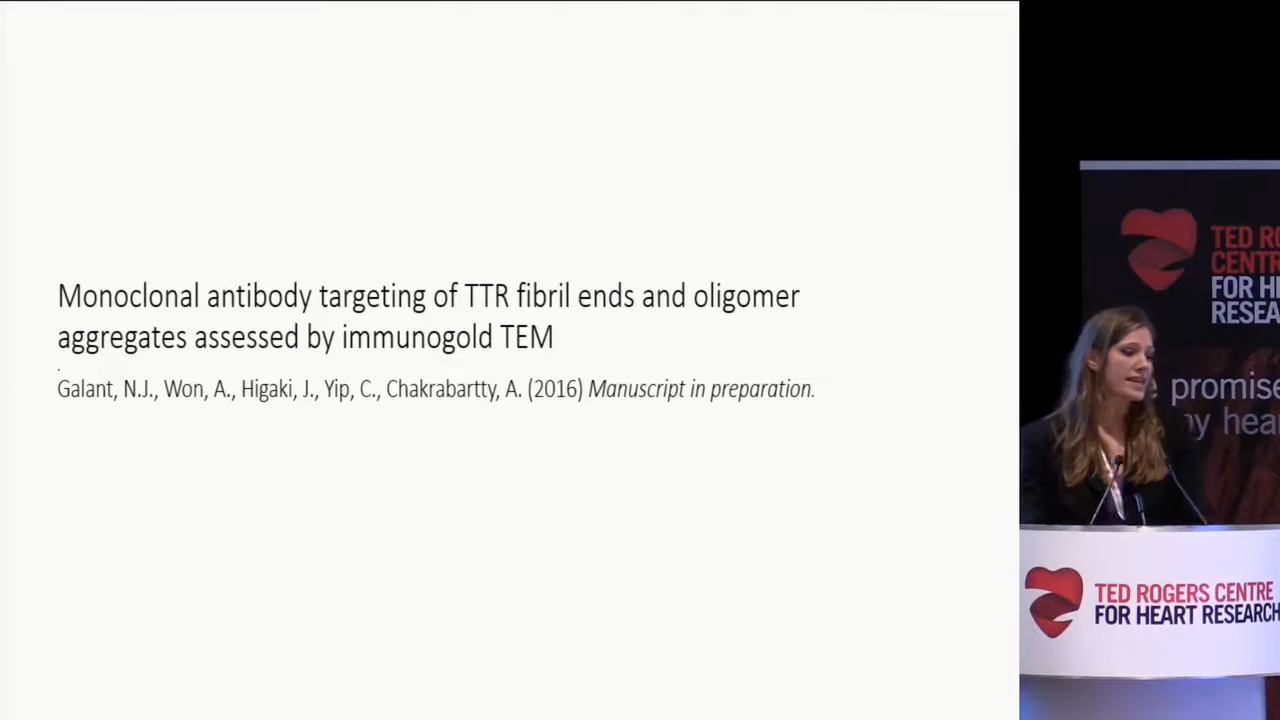 Monoclonal antibody targeting of TTR fibril ends and oligomer
aggregates assessed by immunogold TEM
.
Galant, N.J., Won, A., Higaki, J., Yip, C., Chakrabartty, A. (2016) Manuscript in preparation.
TED RO
CENTR
FOR HE
RESEA
promise
hear
TED ROGERS CENTRE
FOR HEART RESEARCH